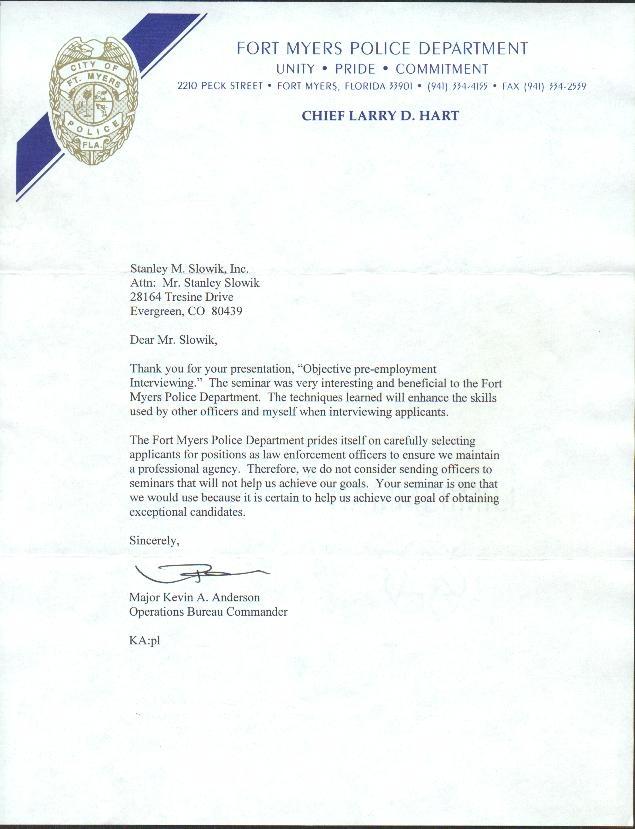 FORT MYERS POLICE DEPARTMENT
UNITY • PRIDE • COMMITMENT
2210 PECK STREET • FORT MYERS, FLORIDA 33901 • (941) 334-4155 • FAX (941) 334-2539
CHIEF LARRY D. HART
CITY OF
FT. MYERS
POLICE
FLA.
Stanley M. Slowik, Inc.
Attn: Mr. Stanley Slowik
28164 Tresine Drive
Evergreen, CO 80439
Dear Mr. Slowik,
Thank you for your presentation, “Objective pre-employment
Interviewing.” The seminar was very interesting and beneficial to the Fort
Myers Police Department. The techniques learned will enhance the skills
used by other officers and myself when interviewing applicants.
The Fort Myers Police Department prides itself on carefully selecting
applicants for positions as law enforcement officers to ensure we maintain
a professional agency. Therefore, we do not consider sending officers to
seminars that will not help us achieve our goals. Your seminar is one that
we would use because it is certain to help us achieve our goal of obtaining
exceptional candidates.
Sincerely,
Major Kevin A. Anderson
Operations Bureau Commander
KA:pl